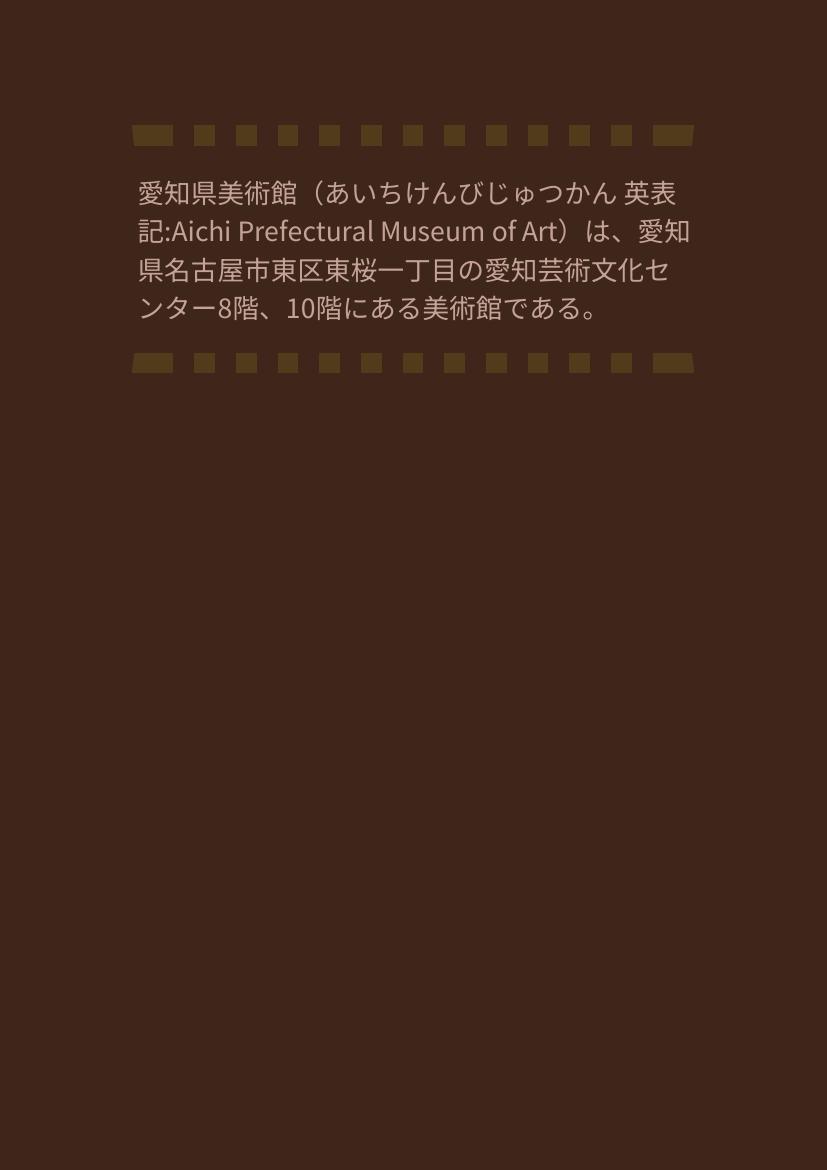 愛知県美術館（あいちけんびじゅつかん 英表
記:Aichi Prefectural Museum of Art）は、愛知
県名古屋市東区東桜一丁目の愛知芸術文化セ
ンター8階、10階にある美術館である。